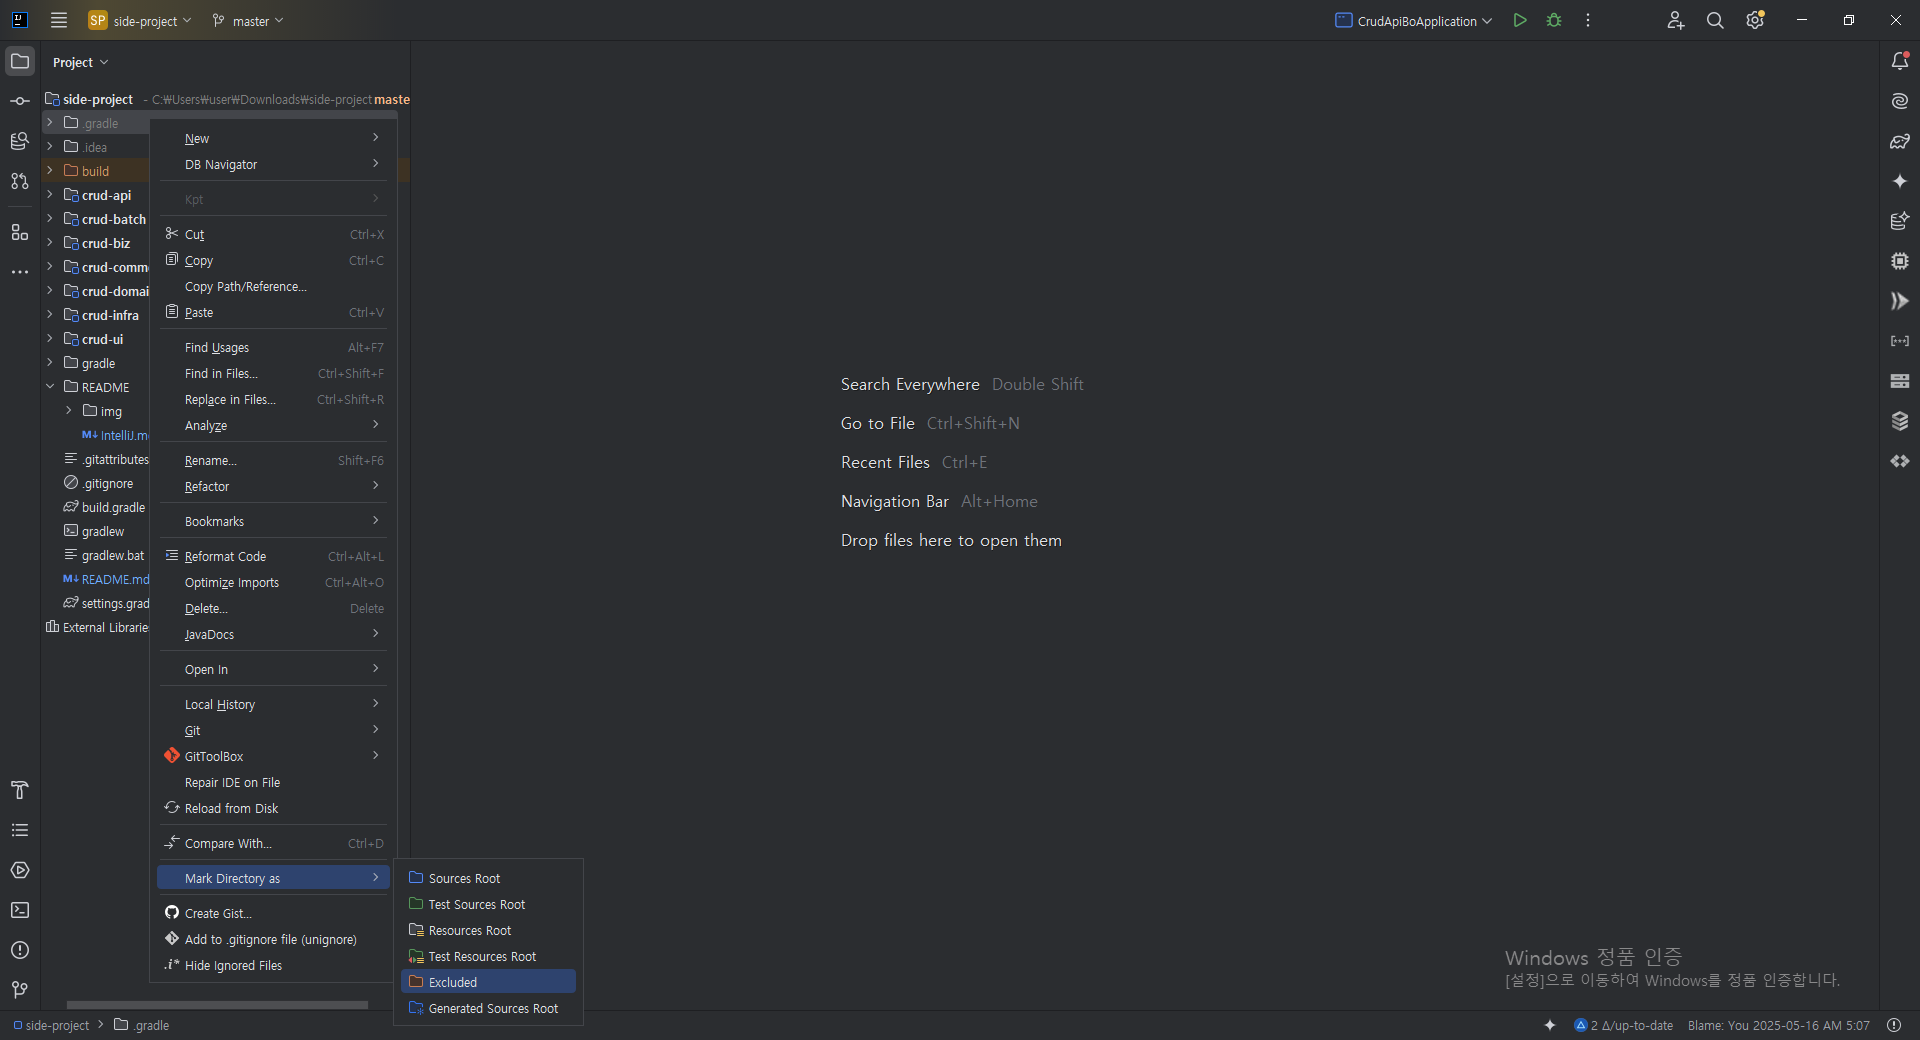 SP side-project master CrudApiBoApplication
Project
side-project - C:₩Users₩user₩Downloads₩side-project maste
.gradle
.idea
build
crud-api
crud-batch
crud-biz
crud-comm
crud-domai
crud-infra
crud-ui
gradle
README
img
M↓ IntelliJ.m
.gitattributes
.gitignore
build.gradle
gradlew
gradlew.bat
M↓ README.md
settings.grad
External Librarie
New
DB Navigator
Kpt
Cut Ctrl+X
Copy Ctrl+C
Copy Path/Reference...
Paste Ctrl+V
Find Usages Alt+F7
Find in Files... Ctrl+Shift+F
Replace in Files... Ctrl+Shift+R
Analyze
Rename... Shift+F6
Refactor
Bookmarks
Reformat Code Ctrl+Alt+L
Optimize Imports Ctrl+Alt+O
Delete... Delete
JavaDocs
Open In
Local History
Git
GitToolBox
Repair IDE on File
Reload from Disk
Compare With... Ctrl+D
Mark Directory as
Create Gist...
Add to .gitignore file (unignore)
.i* Hide Ignored Files
Sources Root
Test Sources Root
Resources Root
Test Resources Root
Excluded
Generated Sources Root
Search Everywhere Double Shift
Go to File Ctrl+Shift+N
Recent Files Ctrl+E
Navigation Bar Alt+Home
Drop files here to open them
Windows 정품 인증
[설정]으로 이동하여 Windows를 정품 인증합니다.
side-project > .gradle
2 Δ/up-to-date Blame: You 2025-05-16 AM 5:07